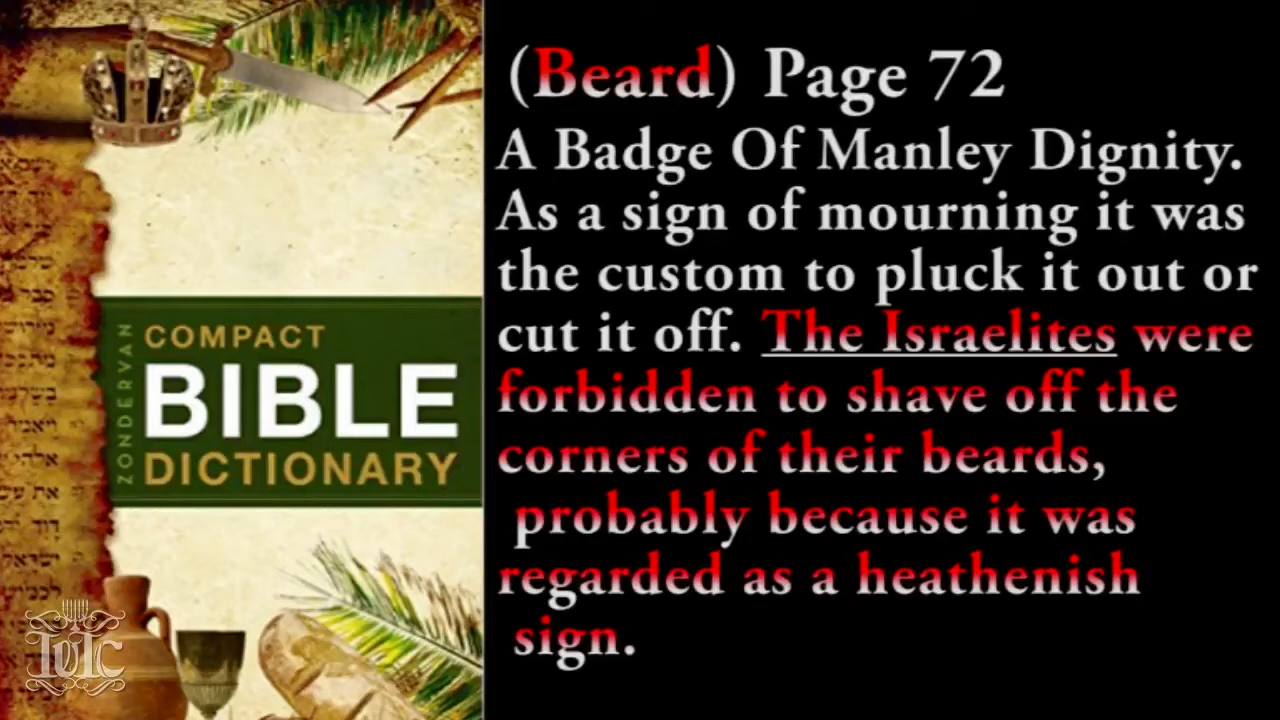 (Beard) Page 72
A Badge Of Manley Dignity.
As a sign of mourning it was
the custom to pluck it out or
cut it off. The Israelites were
forbidden to shave off the
corners of their beards,
probably because it was
regarded as a heathenish
sign.
ZONDERVAN
COMPACT
BIBLE
DICTIONARY
IUIC